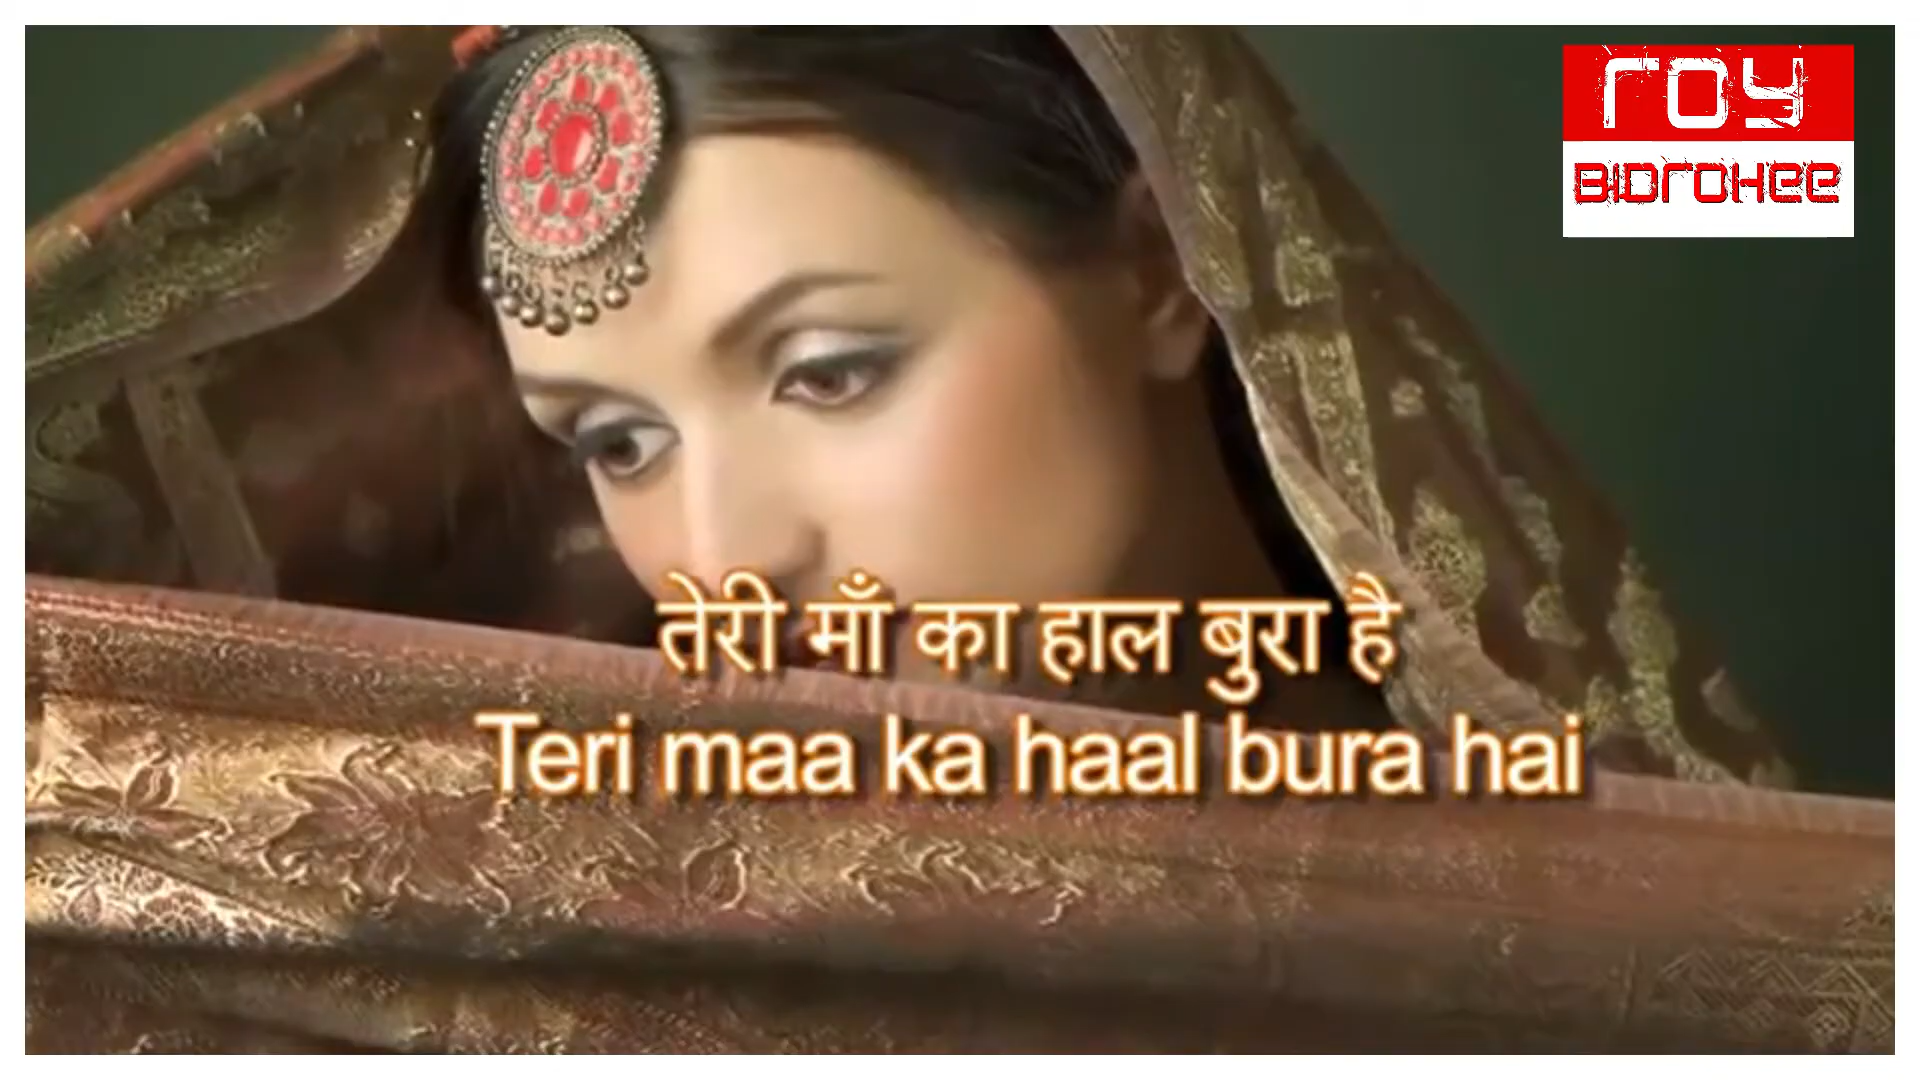 roy
BIDroHee
तेरी माँ का हाल बुरा है
Teri maa ka haal bura hai